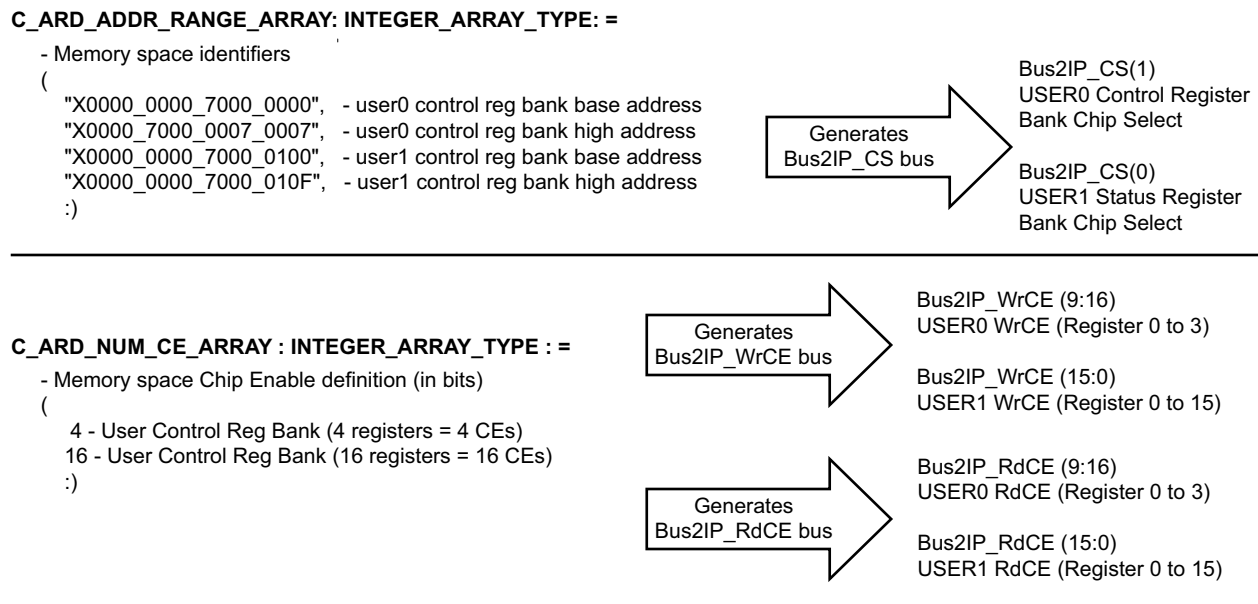 C_ARD_ADDR_RANGE_ARRAY: INTEGER_ARRAY_TYPE: =
- Memory space identifiers
(
"X0000_0000_7000_0000", - user0 control reg bank base address
"X0000_7000_0007_0007", - user0 control reg bank high address
"X0000_0000_7000_0100", - user1 control reg bank base address
"X0000_0000_7000_010F", - user1 control reg bank high address
:)
Generates
Bus2IP_CS bus
Bus2IP_CS(1)
USER0 Control Register
Bank Chip Select
Bus2IP_CS(0)
USER1 Status Register
Bank Chip Select
C_ARD_NUM_CE_ARRAY : INTEGER_ARRAY_TYPE : =
- Memory space Chip Enable definition (in bits)
(
4 - User Control Reg Bank (4 registers = 4 CEs)
16 - User Control Reg Bank (16 registers = 16 CEs)
:)
Generates
Bus2IP_WrCE bus
Bus2IP_WrCE (9:16)
USER0 WrCE (Register 0 to 3)
Bus2IP_WrCE (15:0)
USER1 WrCE (Register 0 to 15)
Generates
Bus2IP_RdCE bus
Bus2IP_RdCE (9:16)
USER0 RdCE (Register 0 to 3)
Bus2IP_RdCE (15:0)
USER1 RdCE (Register 0 to 15)